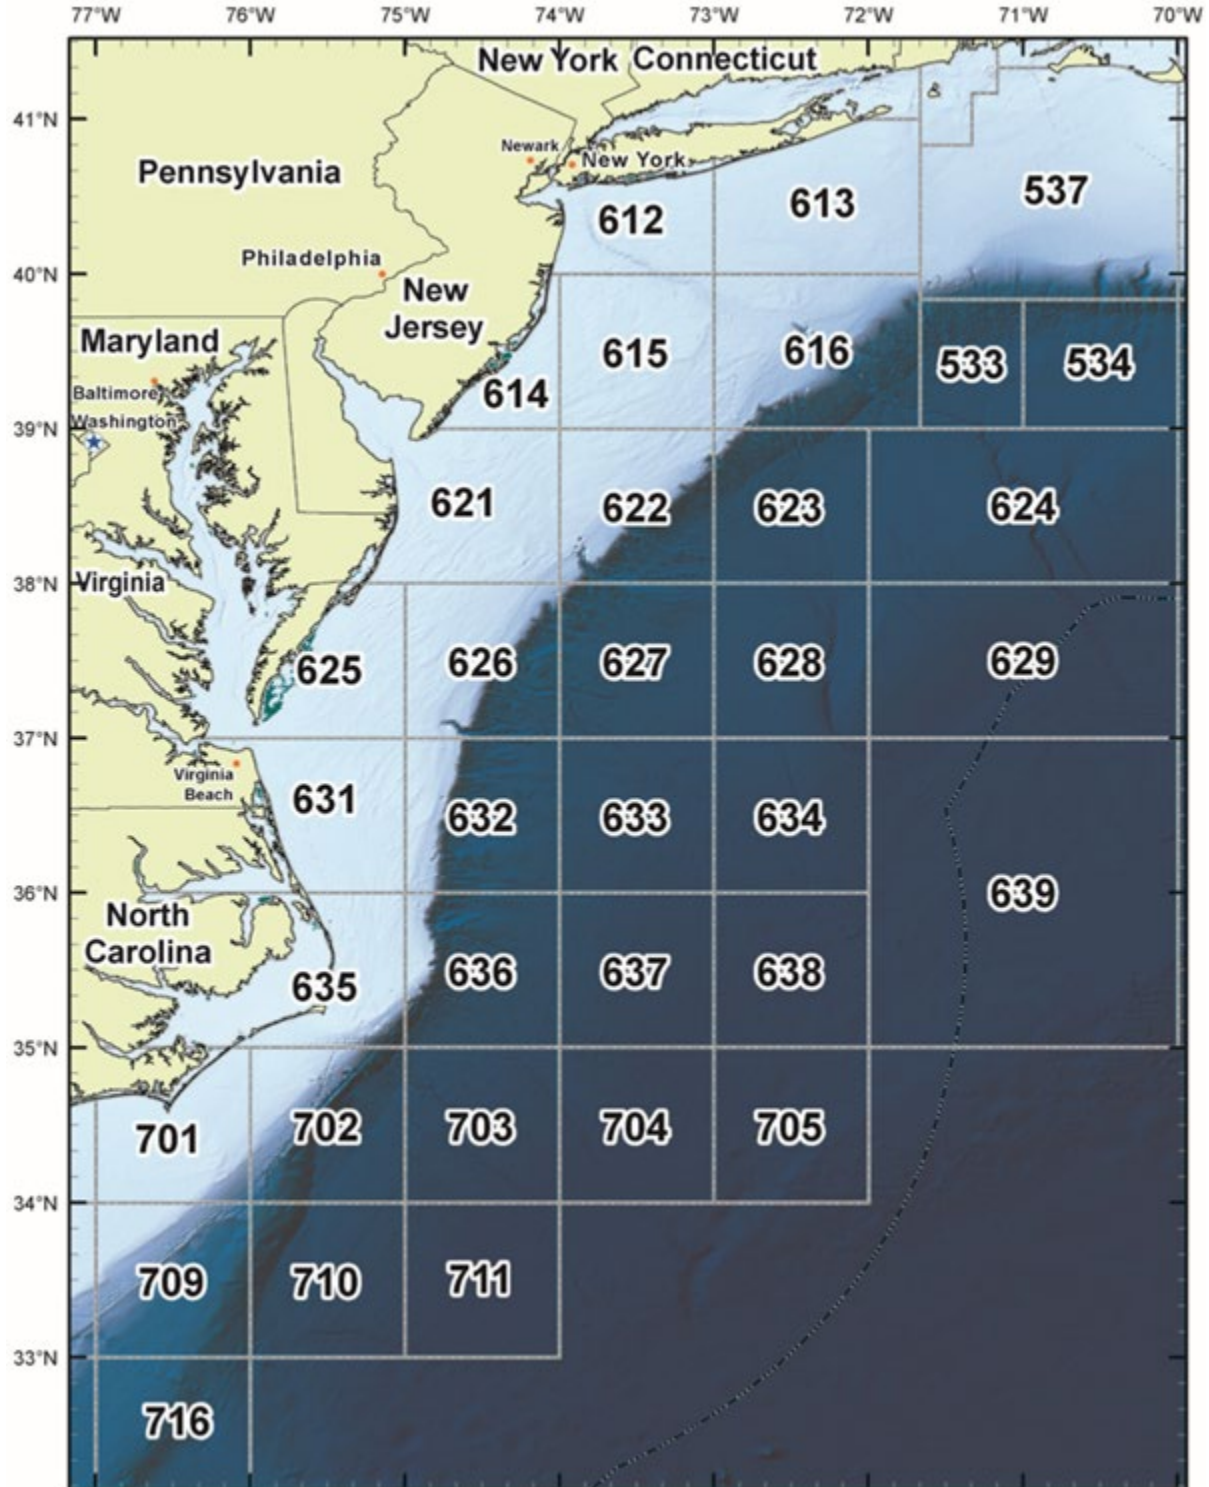 77°W 76°W 75°W 74°W 73°W 72°W 71°W 70°W
New York Connecticut
41°N
Newark
New York
Pennsylvania
537
613
612
Philadelphia
40°N
New
Jersey
Maryland
615
616
533
534
614
Baltimore
Washington
39°N
621
622
623
624
38°N
Virginia
625
626
627
628
629
37°N
Virginia
Beach
631
632
633
634
36°N
639
North
Carolina
635
636
637
638
35°N
701
702
703
704
705
34°N
709
710
711
33°N
716